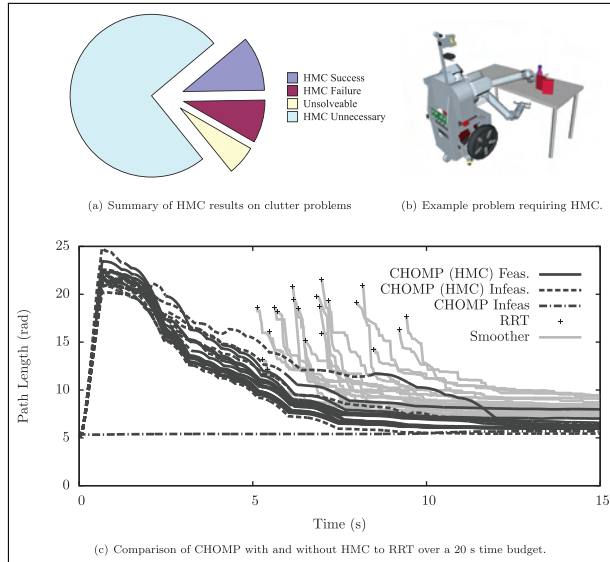 HMC Success
HMC Failure
Unsolveable
HMC Unnecessary
(a) Summary of HMC results on clutter problems
(b) Example problem requiring HMC.
25
20
15
10
5
0
Path Length (rad)
CHOMP (HMC) Feas.
CHOMP (HMC) Infeas.
CHOMP Infeas
RRT
Smoother
0
5
10
15
Time (s)
(c) Comparison of CHOMP with and without HMC to RRT over a 20 s time budget.